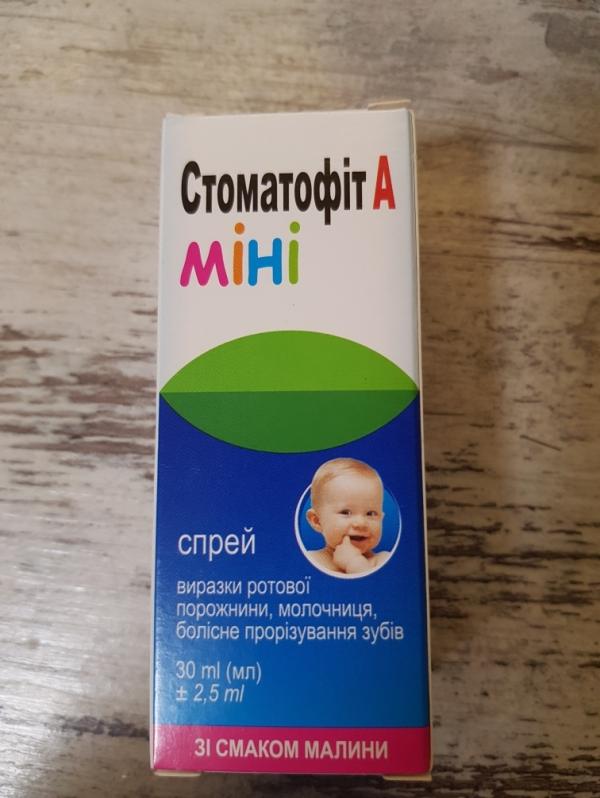 Стоматофіт А
міні
спрей
виразки ротової
порожнини, молочниця,
болісне прорізування зубів
30 ml (мл)
± 2,5 ml
ЗІ СМАКОМ МАЛИНИ